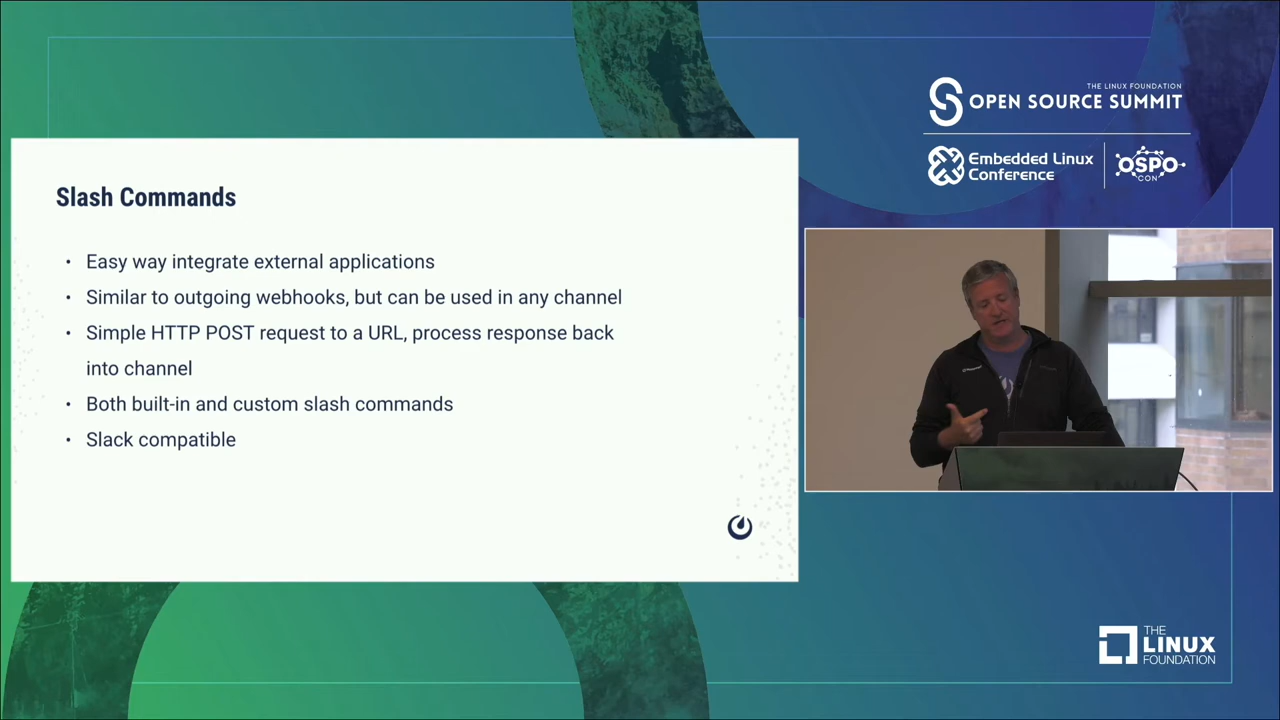 THE LINUX FOUNDATION
OPEN SOURCE SUMMIT
Embedded Linux
Conference
OSPO
CON
Slash Commands
• Easy way integrate external applications
• Similar to outgoing webhooks, but can be used in any channel
• Simple HTTP POST request to a URL, process response back
into channel
• Both built-in and custom slash commands
• Slack compatible
THE
LINUX
FOUNDATION